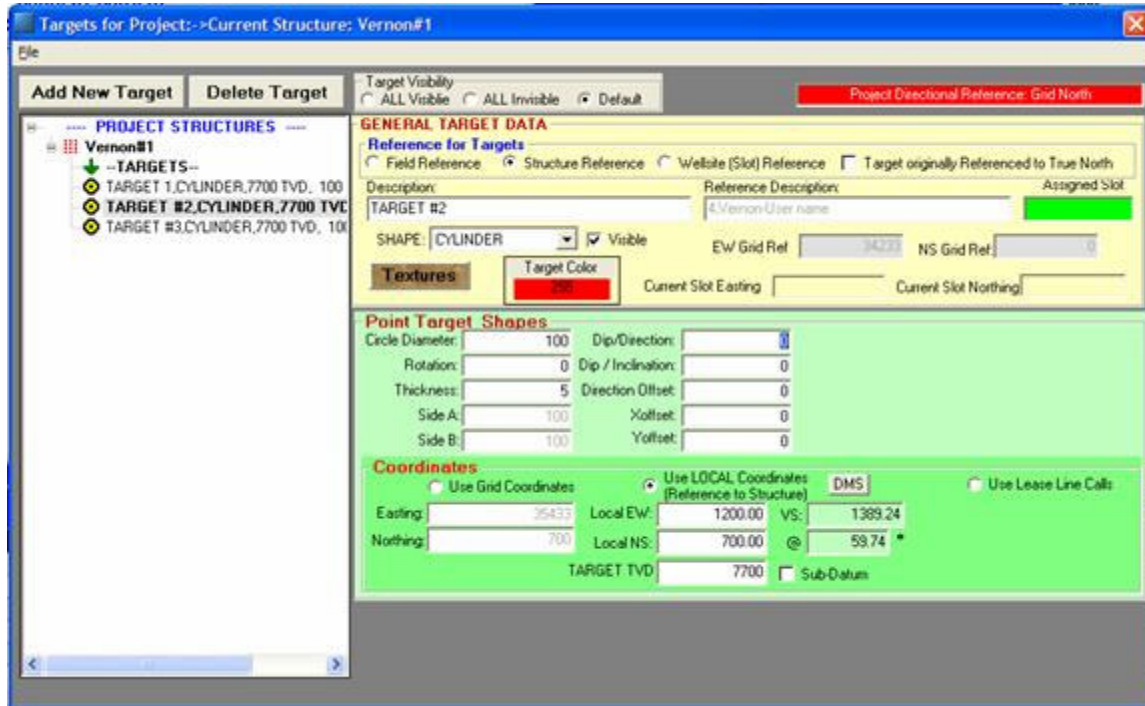 Targets for Project:->Current Structure: Vernon#1
File
Add New Target Delete Target
Target Visibility
ALL Visible ALL Invisible Default
Project Directional Reference: Grid North
---- PROJECT STRUCTURES ----
Vernon#1
--TARGETS--
TARGET 1,CYLINDER,7700 TVD, 100
TARGET #2,CYLINDER,7700 TVD
TARGET #3,CYLINDER,7700 TVD, 100
GENERAL TARGET DATA
Reference for Targets
Field Reference Structure Reference Wellsite (Slot) Reference Target originally Referenced to True North
Description: Reference Description: Assigned Slot
TARGET #2 4,Vernon-User name
SHAPE: CYLINDER Visible EW Grid Ref 34233 NS Grid Ref: 0
Textures Target Color
255 Current Slot Easting Current Slot Northing
Point Target Shapes
Circle Diameter: 100 Dip/Direction: 0
Rotation: 0 Dip / Inclination: 0
Thickness: 5 Direction Offset: 0
Side A: 100 Xoffset: 0
Side B: 100 Yoffset: 0
Coordinates
Use Grid Coordinates Use LOCAL Coordinates (Reference to Structure) DMS Use Lease Line Calls
Easting: 35433 Local EW: 1200.00 VS: 1389.24
Northing: 700 Local NS: 700.00 @ 59.74 °
TARGET TVD 7700 Sub-Datum